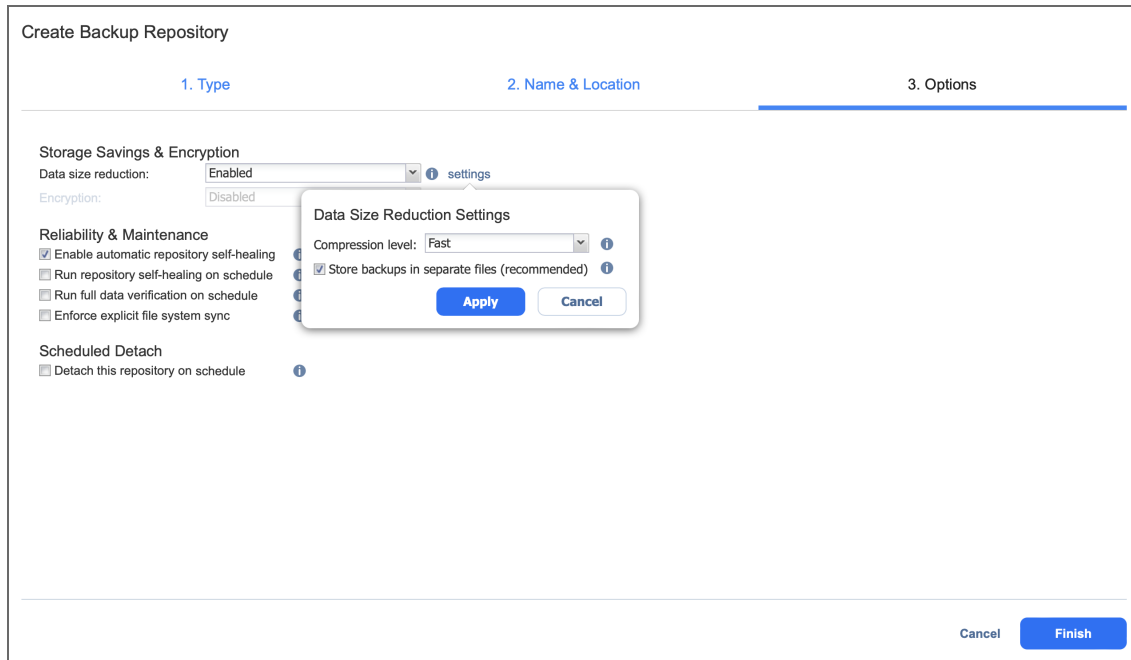 Create Backup Repository
1. Type
2. Name & Location
3. Options
Storage Savings & Encryption
Data size reduction: Enabled settings
Encryption: Disabled
Data Size Reduction Settings
Compression level: Fast
Store backups in separate files (recommended)
Apply Cancel
Reliability & Maintenance
Enable automatic repository self-healing
Run repository self-healing on schedule
Run full data verification on schedule
Enforce explicit file system sync
Scheduled Detach
Detach this repository on schedule
Cancel Finish